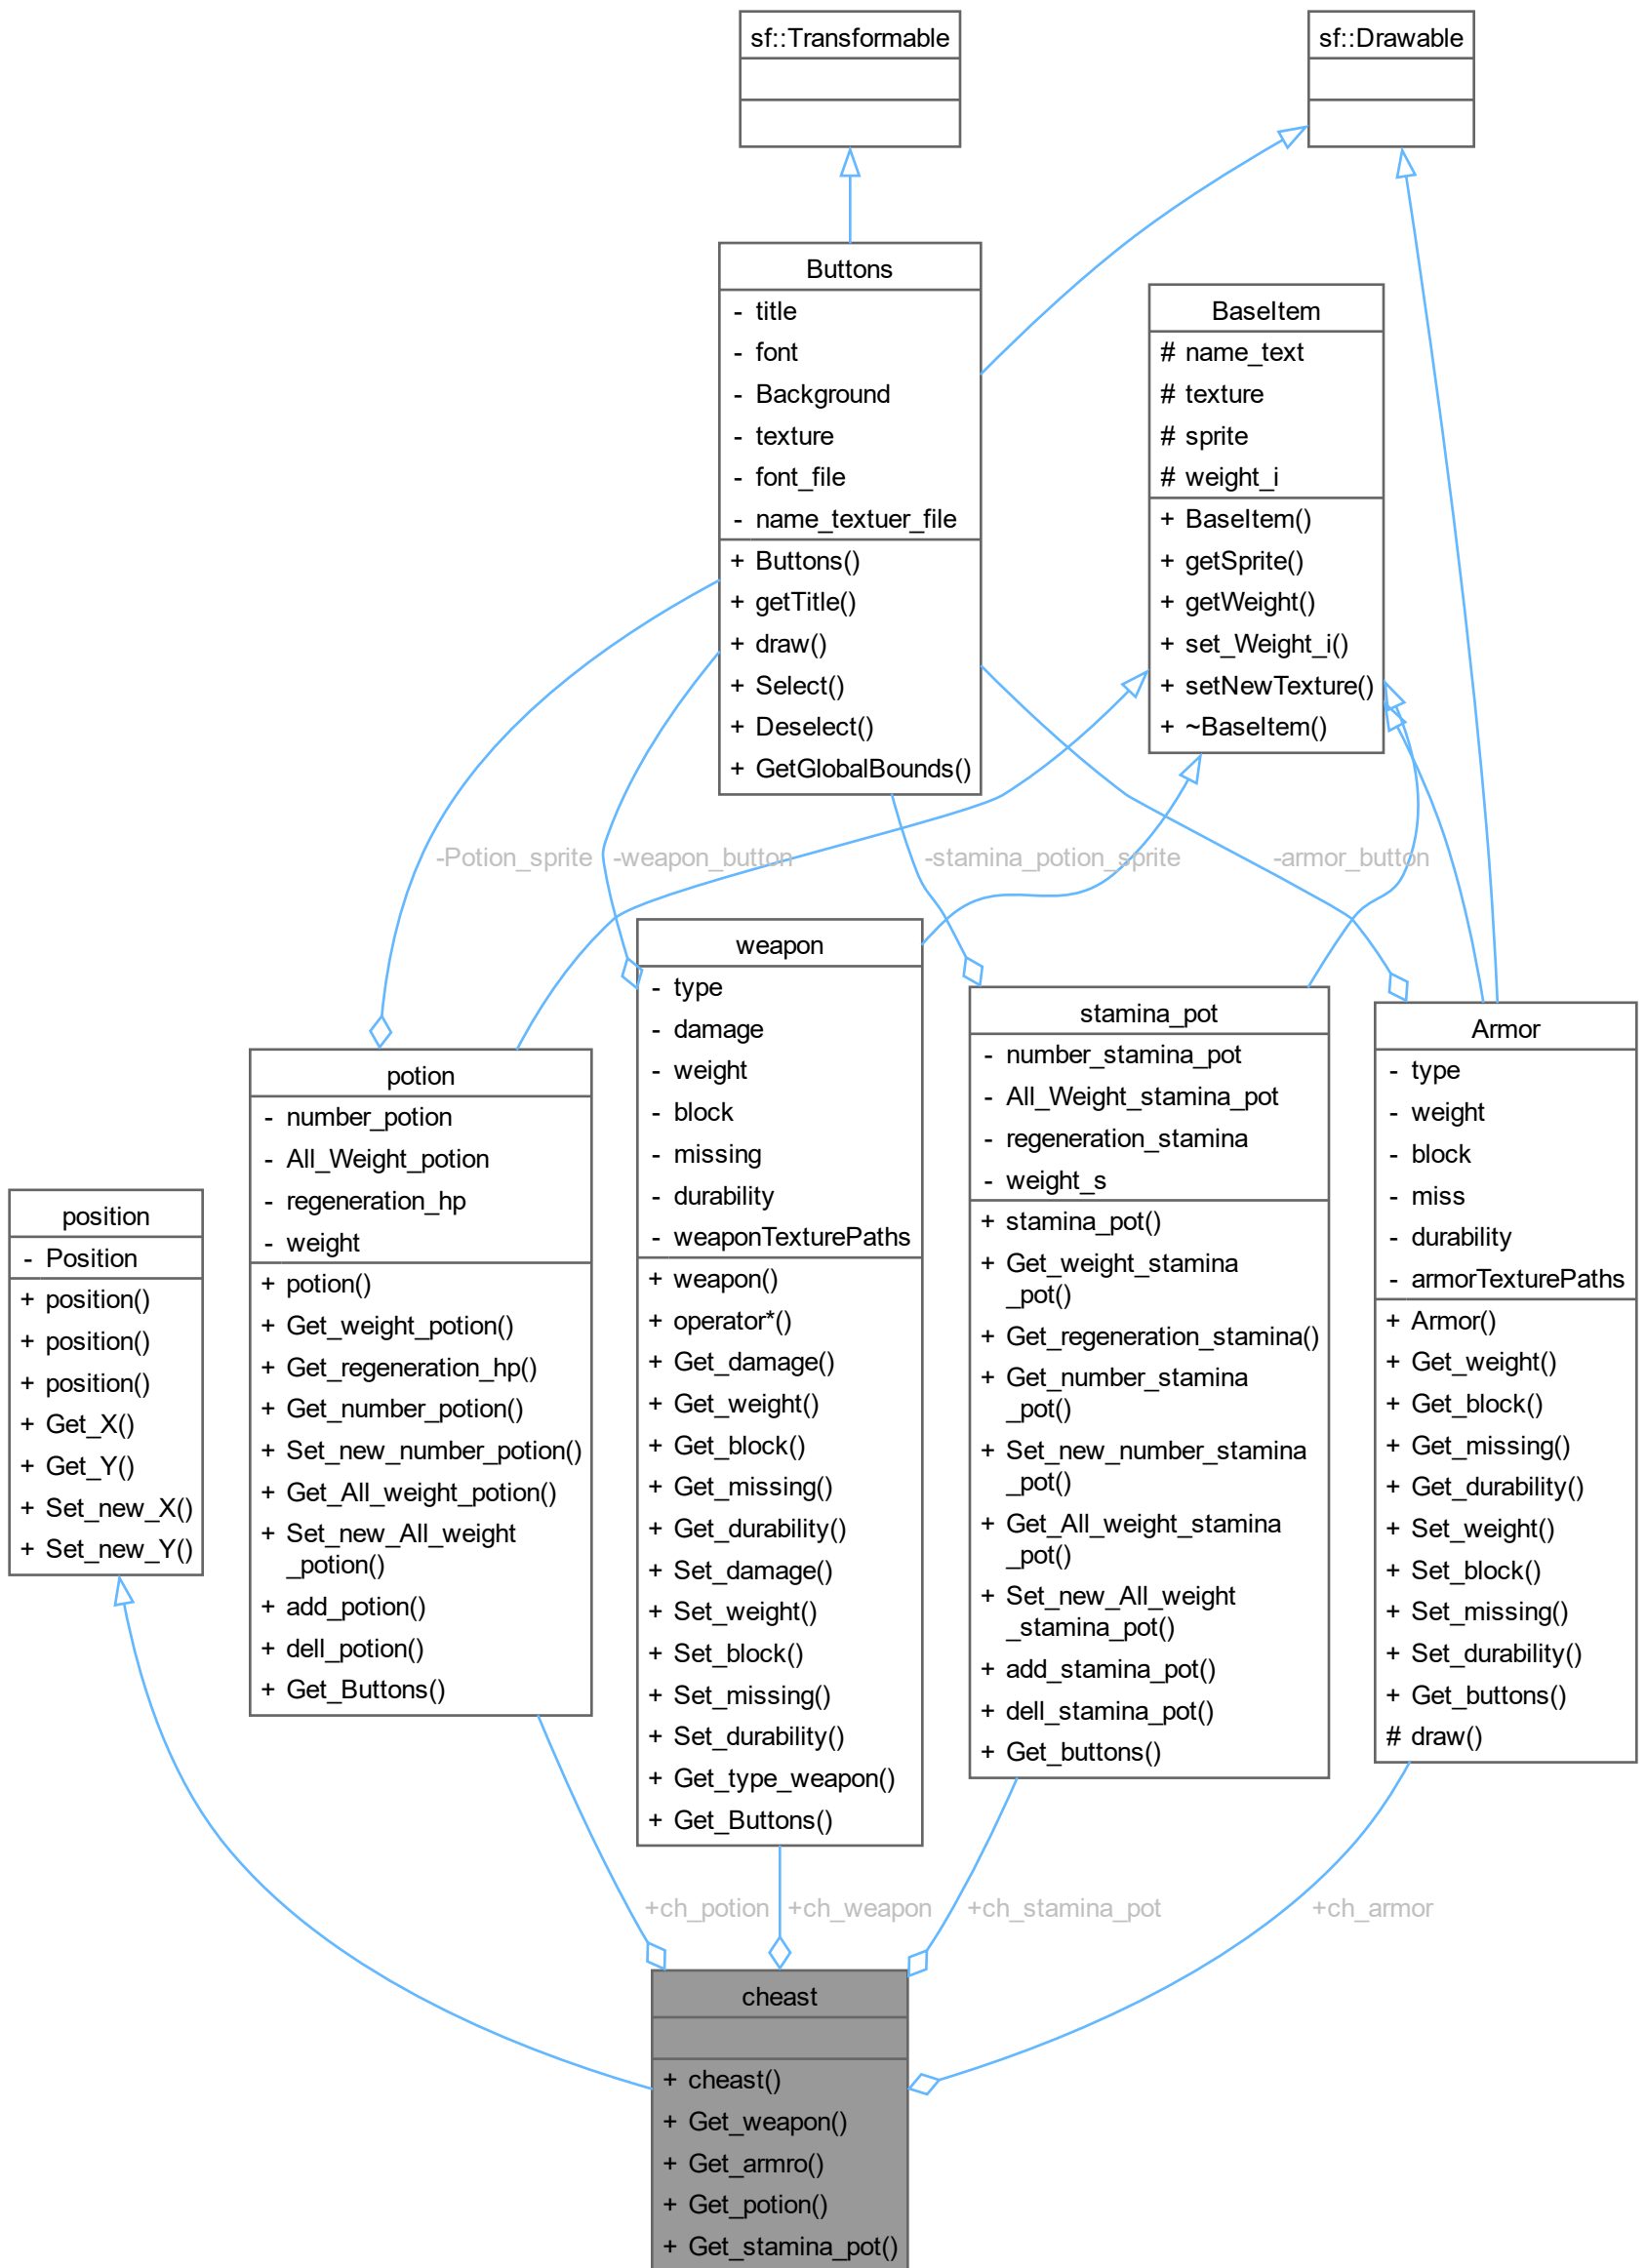 sf::Transformable
sf::Drawable
Buttons
- title
- font
- Background
- texture
- font_file
- name_textuer_file
+ Buttons()
+ getTitle()
+ draw()
+ Select()
+ Deselect()
+ GetGlobalBounds()
BaseItem
# name_text
# texture
# sprite
# weight_i
+ BaseItem()
+ getSprite()
+ getWeight()
+ set_Weight_i()
+ setNewTexture()
+ ~BaseItem()
-Potion_sprite
-weapon_button
-stamina_potion_sprite
-armor_button
position
- Position
+ position()
+ position()
+ position()
+ Get_X()
+ Get_Y()
+ Set_new_X()
+ Set_new_Y()
potion
- number_potion
- All_Weight_potion
- regeneration_hp
- weight
+ potion()
+ Get_weight_potion()
+ Get_regeneration_hp()
+ Get_number_potion()
+ Set_new_number_potion()
+ Get_All_weight_potion()
+ Set_new_All_weight
_potion()
+ add_potion()
+ dell_potion()
+ Get_Buttons()
weapon
- type
- damage
- weight
- block
- missing
- durability
- weaponTexturePaths
+ weapon()
+ operator*()
+ Get_damage()
+ Get_weight()
+ Get_block()
+ Get_missing()
+ Get_durability()
+ Set_damage()
+ Set_weight()
+ Set_block()
+ Set_missing()
+ Set_durability()
+ Get_type_weapon()
+ Get_Buttons()
stamina_pot
- number_stamina_pot
- All_Weight_stamina_pot
- regeneration_stamina
- weight_s
+ stamina_pot()
+ Get_weight_stamina
_pot()
+ Get_regeneration_stamina()
+ Get_number_stamina
_pot()
+ Set_new_number_stamina
_pot()
+ Get_All_weight_stamina
_pot()
+ Set_new_All_weight
_stamina_pot()
+ add_stamina_pot()
+ dell_stamina_pot()
+ Get_buttons()
Armor
- type
- weight
- block
- miss
- durability
- armorTexturePaths
+ Armor()
+ Get_weight()
+ Get_block()
+ Get_missing()
+ Get_durability()
+ Set_weight()
+ Set_block()
+ Set_missing()
+ Set_durability()
+ Get_buttons()
# draw()
+ch_potion
+ch_weapon
+ch_stamina_pot
+ch_armor
cheast
+ cheast()
+ Get_weapon()
+ Get_armro()
+ Get_potion()
+ Get_stamina_pot()